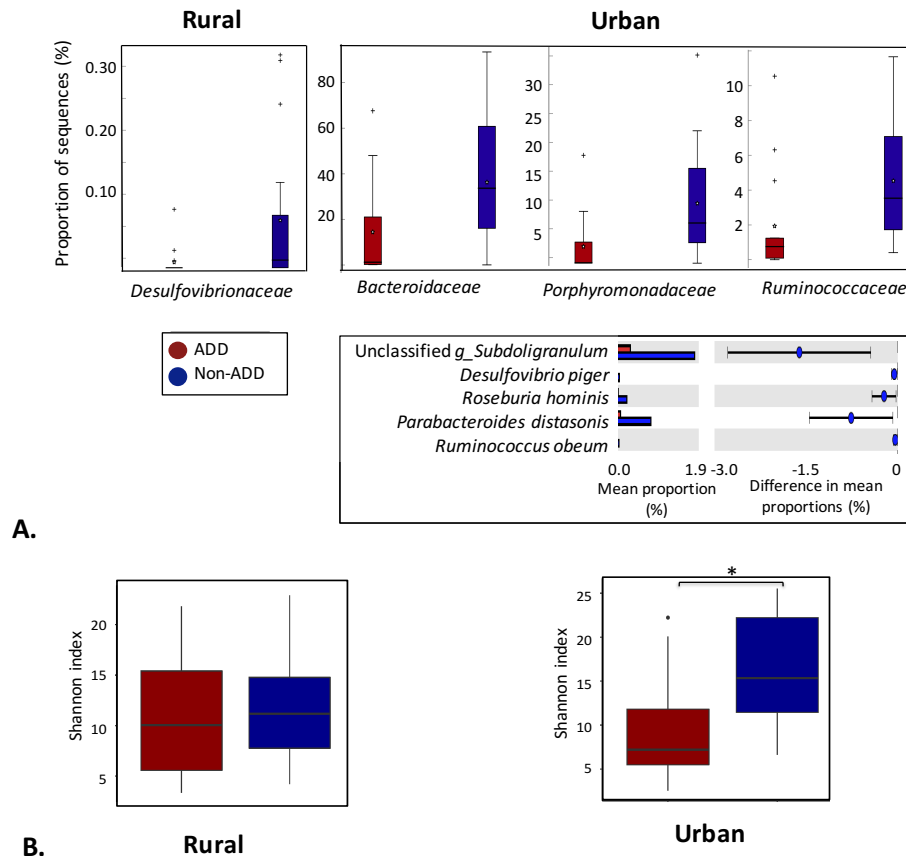 Rural
Urban
Proportion of sequences (%)
0.30
0.20
0.10
80
60
40
20
30
25
20
15
10
5
10
8
6
4
2
Desulfovibrionaceae
Bacteroidaceae
Porphyromonadaceae
Ruminococcaceae
ADD
Non-ADD
Unclassified g_Subdoligranulum
Desulfovibrio piger
Roseburia hominis
Parabacteroides distasonis
Ruminococcus obeum
0.0 1.9 -3.0 -1.5 0
Mean proportion (%)
Difference in mean proportions (%)
A.
Shannon index
20
15
10
5
Rural
*
Shannon index
25
20
15
10
5
Urban
B.